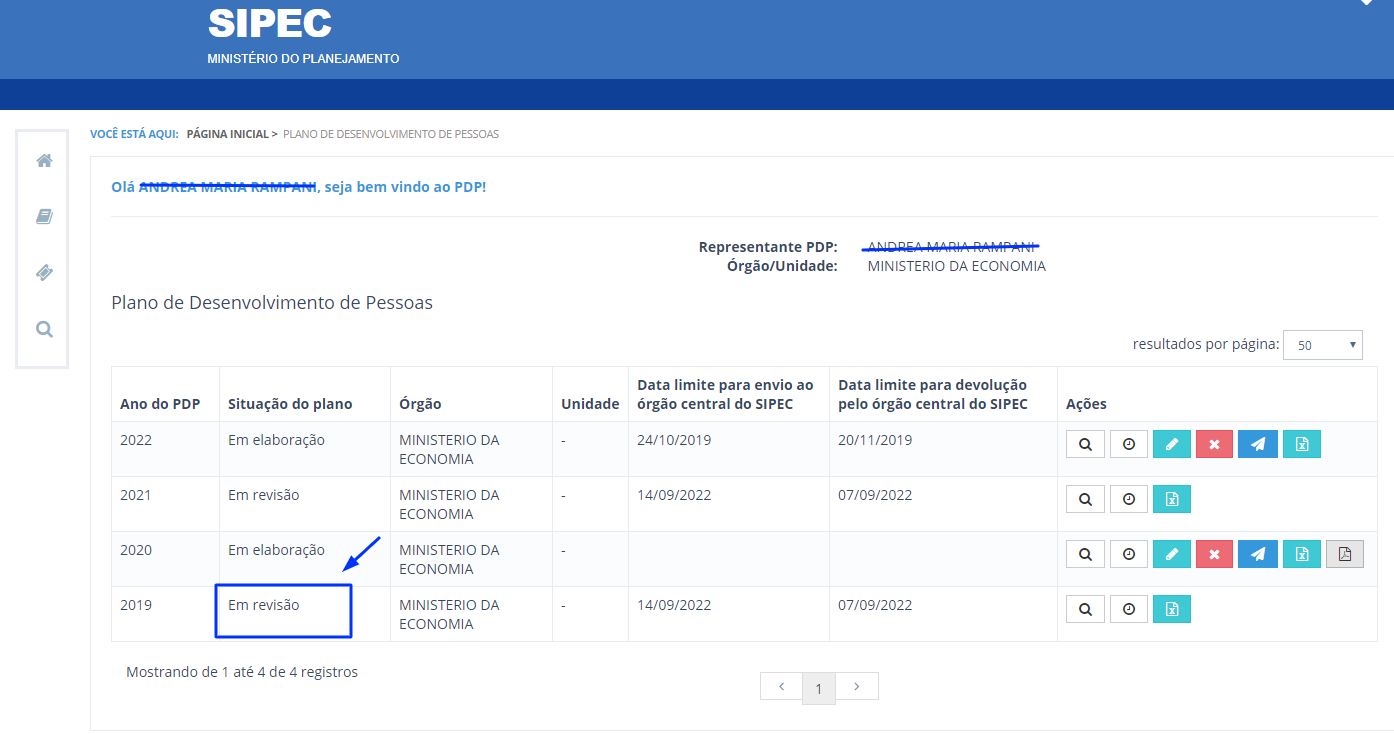 SIPEC
MINISTÉRIO DO PLANEJAMENTO
VOCÊ ESTÁ AQUI: PÁGINA INICIAL > PLANO DE DESENVOLVIMENTO DE PESSOAS
Olá ANDREA MARIA RAMPANI, seja bem vindo ao PDP!
Representante PDP: ANDREA MARIA RAMPANI
Órgão/Unidade: MINISTERIO DA ECONOMIA
Plano de Desenvolvimento de Pessoas
resultados por página: 50
Ano do PDP Situação do plano Órgão Unidade Data limite para envio ao órgão central do SIPEC Data limite para devolução pelo órgão central do SIPEC Ações
2022 Em elaboração MINISTERIO DA ECONOMIA - 24/10/2019 20/11/2019
2021 Em revisão MINISTERIO DA ECONOMIA - 14/09/2022 07/09/2022
2020 Em elaboração MINISTERIO DA ECONOMIA -
2019 Em revisão MINISTERIO DA ECONOMIA - 14/09/2022 07/09/2022
Mostrando de 1 até 4 de 4 registros
< 1 >